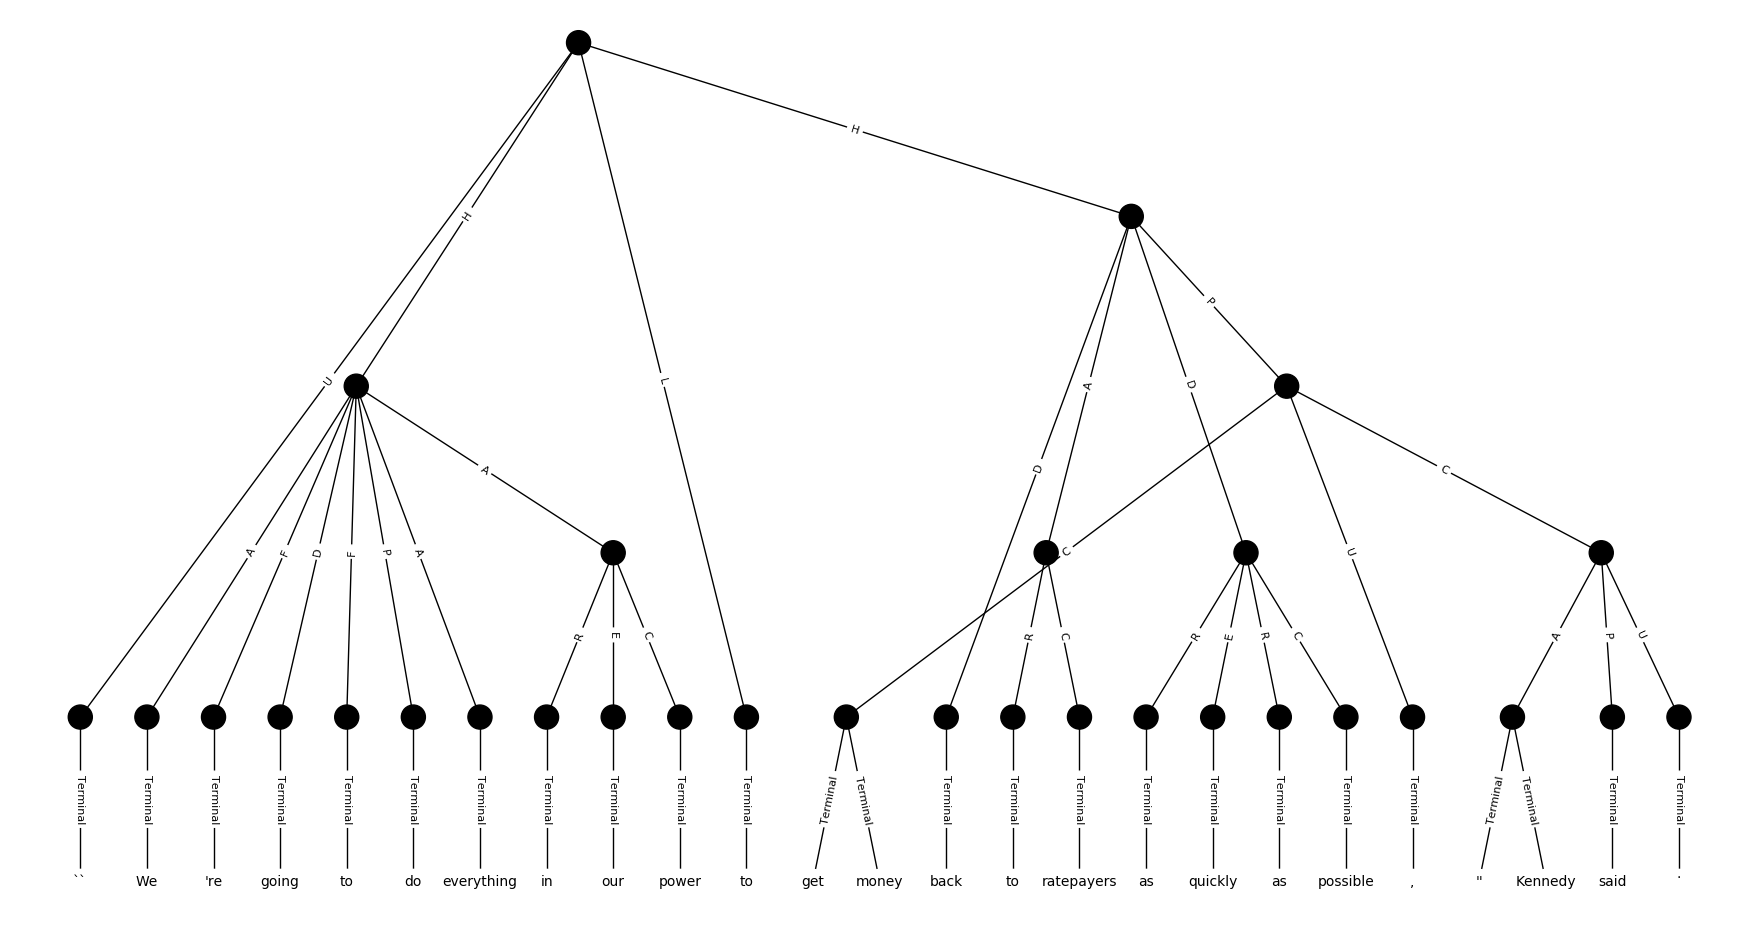 H
H
U
L
P
A
D
A
D
C
A
F
D
F
P
A
C
U
R
E
C
R
C
R
E
R
C
A
P
U
Terminal Terminal Terminal Terminal Terminal Terminal Terminal Terminal Terminal Terminal Terminal Terminal Terminal Terminal Terminal Terminal Terminal Terminal Terminal Terminal Terminal Terminal Terminal Terminal Terminal
`` We 're going to do everything in our power to get money back to ratepayers as quickly as possible , " Kennedy said .